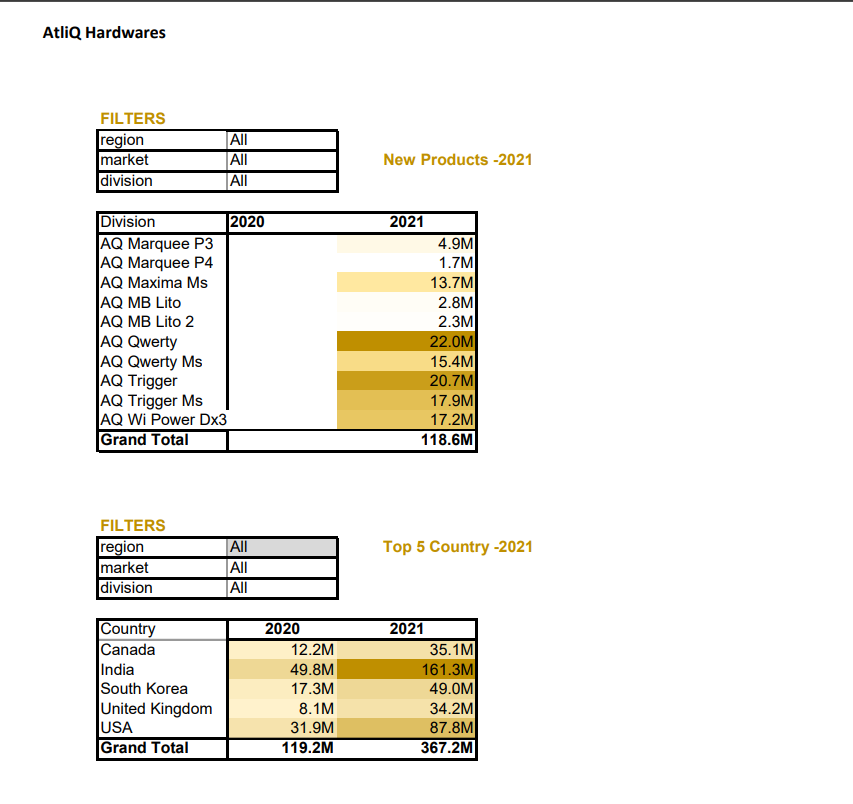 AtliQ Hardwares
FILTERS
region All
market All
division All
New Products -2021
Division 2020 2021
AQ Marquee P3 4.9M
AQ Marquee P4 1.7M
AQ Maxima Ms 13.7M
AQ MB Lito 2.8M
AQ MB Lito 2 2.3M
AQ Qwerty 22.0M
AQ Qwerty Ms 15.4M
AQ Trigger 20.7M
AQ Trigger Ms 17.9M
AQ Wi Power Dx3 17.2M
Grand Total 118.6M
FILTERS
region All
market All
division All
Top 5 Country -2021
Country 2020 2021
Canada 12.2M 35.1M
India 49.8M 161.3M
South Korea 17.3M 49.0M
United Kingdom 8.1M 34.2M
USA 31.9M 87.8M
Grand Total 119.2M 367.2M